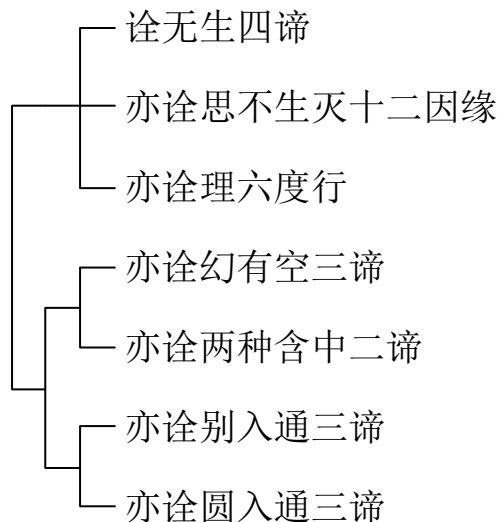 诠无生四谛
亦诠思不生灭十二因缘
亦诠理六度行
亦诠幻有空三谛
亦诠两种含中二谛
亦诠别入通三谛
亦诠圆入通三谛